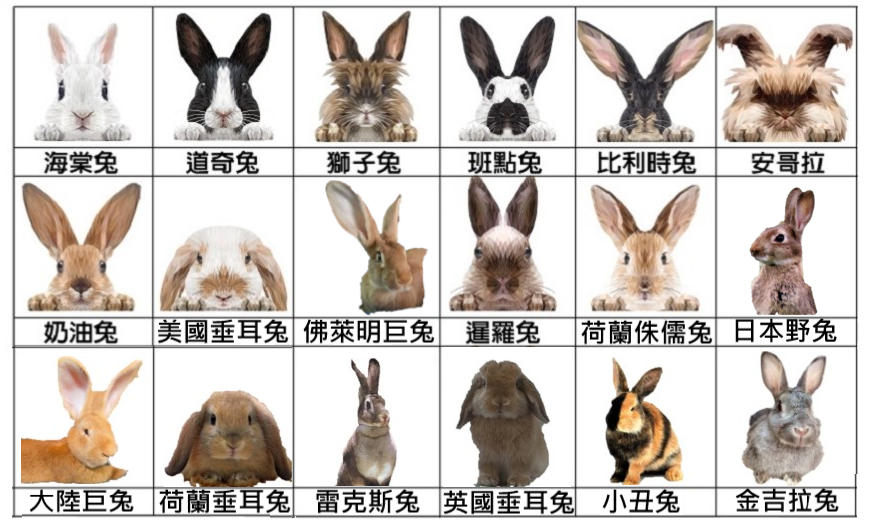 海棠兔
道奇兔
獅子兔
斑點兔
比利時兔
安哥拉
奶油兔
美國垂耳兔
佛萊明巨兔
暹羅兔
荷蘭侏儒兔
日本野兔
大陸巨兔
荷蘭垂耳兔
雷克斯兔
英國垂耳兔
小丑兔
金吉拉兔